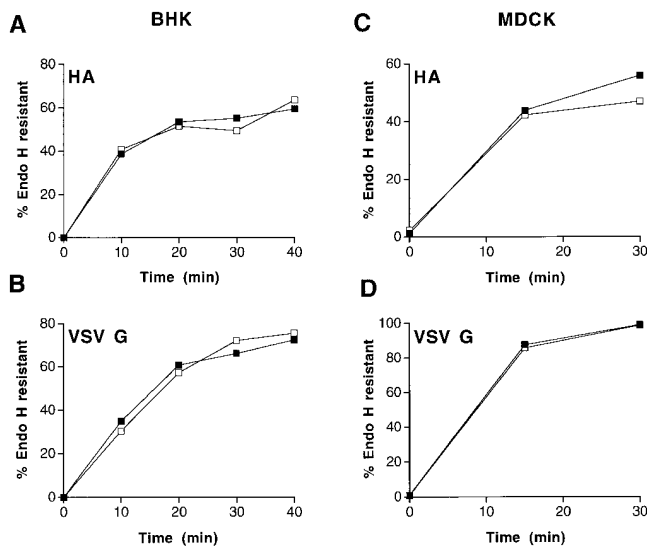 BHK
MDCK
A
HA
% Endo H resistant
80
60
40
20
0
0 10 20 30 40
Time (min)
C
HA
% Endo H resistant
60
40
20
0
0 10 20 30
Time (min)
B
VSV G
% Endo H resistant
80
60
40
20
0
0 10 20 30 40
Time (min)
D
VSV G
% Endo H resistant
100
80
60
40
20
0
0 10 20 30
Time (min)